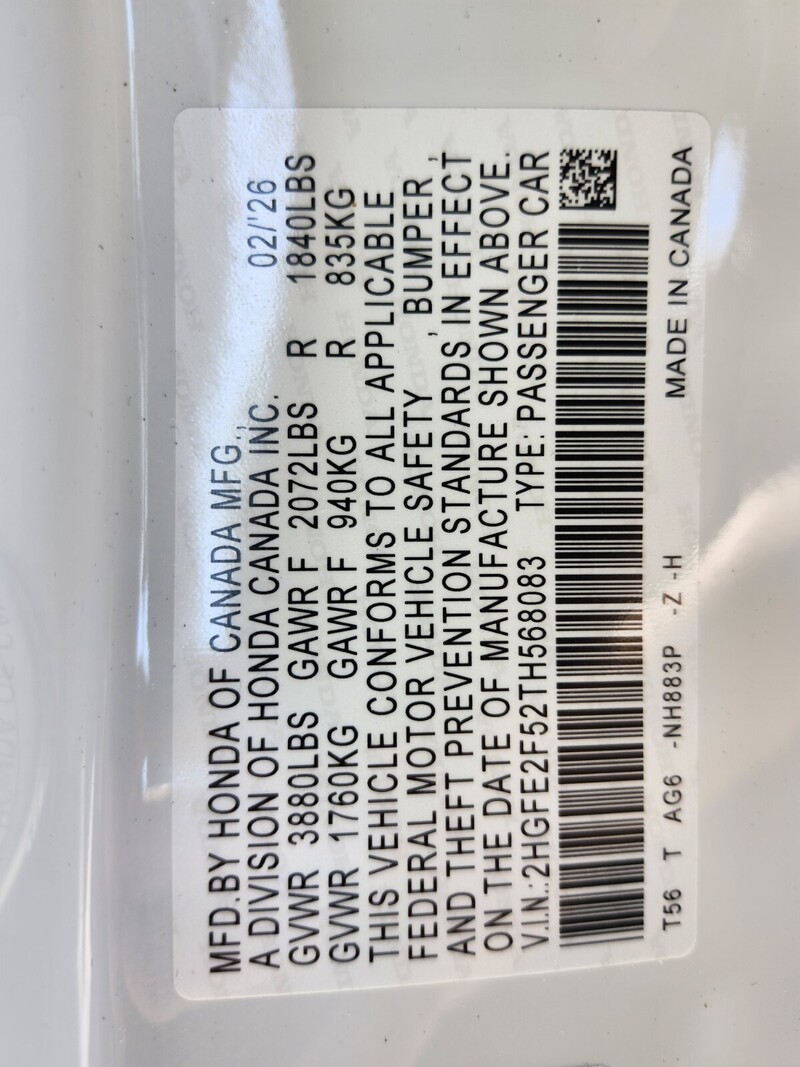 MFD.BY HONDA OF CANADA MFG.,
A DIVISION OF HONDA CANADA INC. 02/'26
GVWR 3880LBS GAWR F 2072LBS R 1840LBS
GVWR 1760KG GAWR F 940KG R 835KG
THIS VEHICLE CONFORMS TO ALL APPLICABLE
FEDERAL MOTOR VEHICLE SAFETY , BUMPER ,
AND THEFT PREVENTION STANDARDS IN EFFECT
ON THE DATE OF MANUFACTURE SHOWN ABOVE.
V.I.N.:2HGFE2F52TH568083 TYPE: PASSENGER CAR
T56 T AG6 -NH883P -Z -H MADE IN CANADA